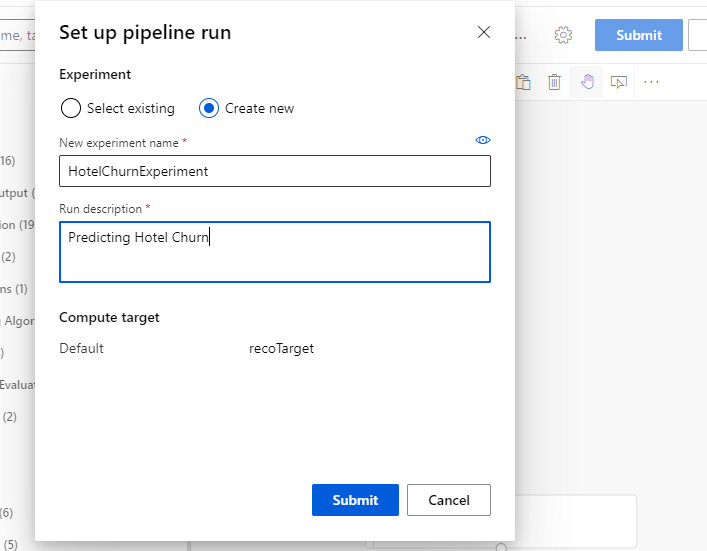 Set up pipeline run
Submit
Experiment
Select existing
Create new
New experiment name *
HotelChurnExperiment
Run description *
Predicting Hotel Churn
Compute target
Default recoTarget
Submit Cancel
me, ta
16)
utput (
ion (19
(2)
ns (1)
g Algor
Evaluat
(2)
(6)
(5)